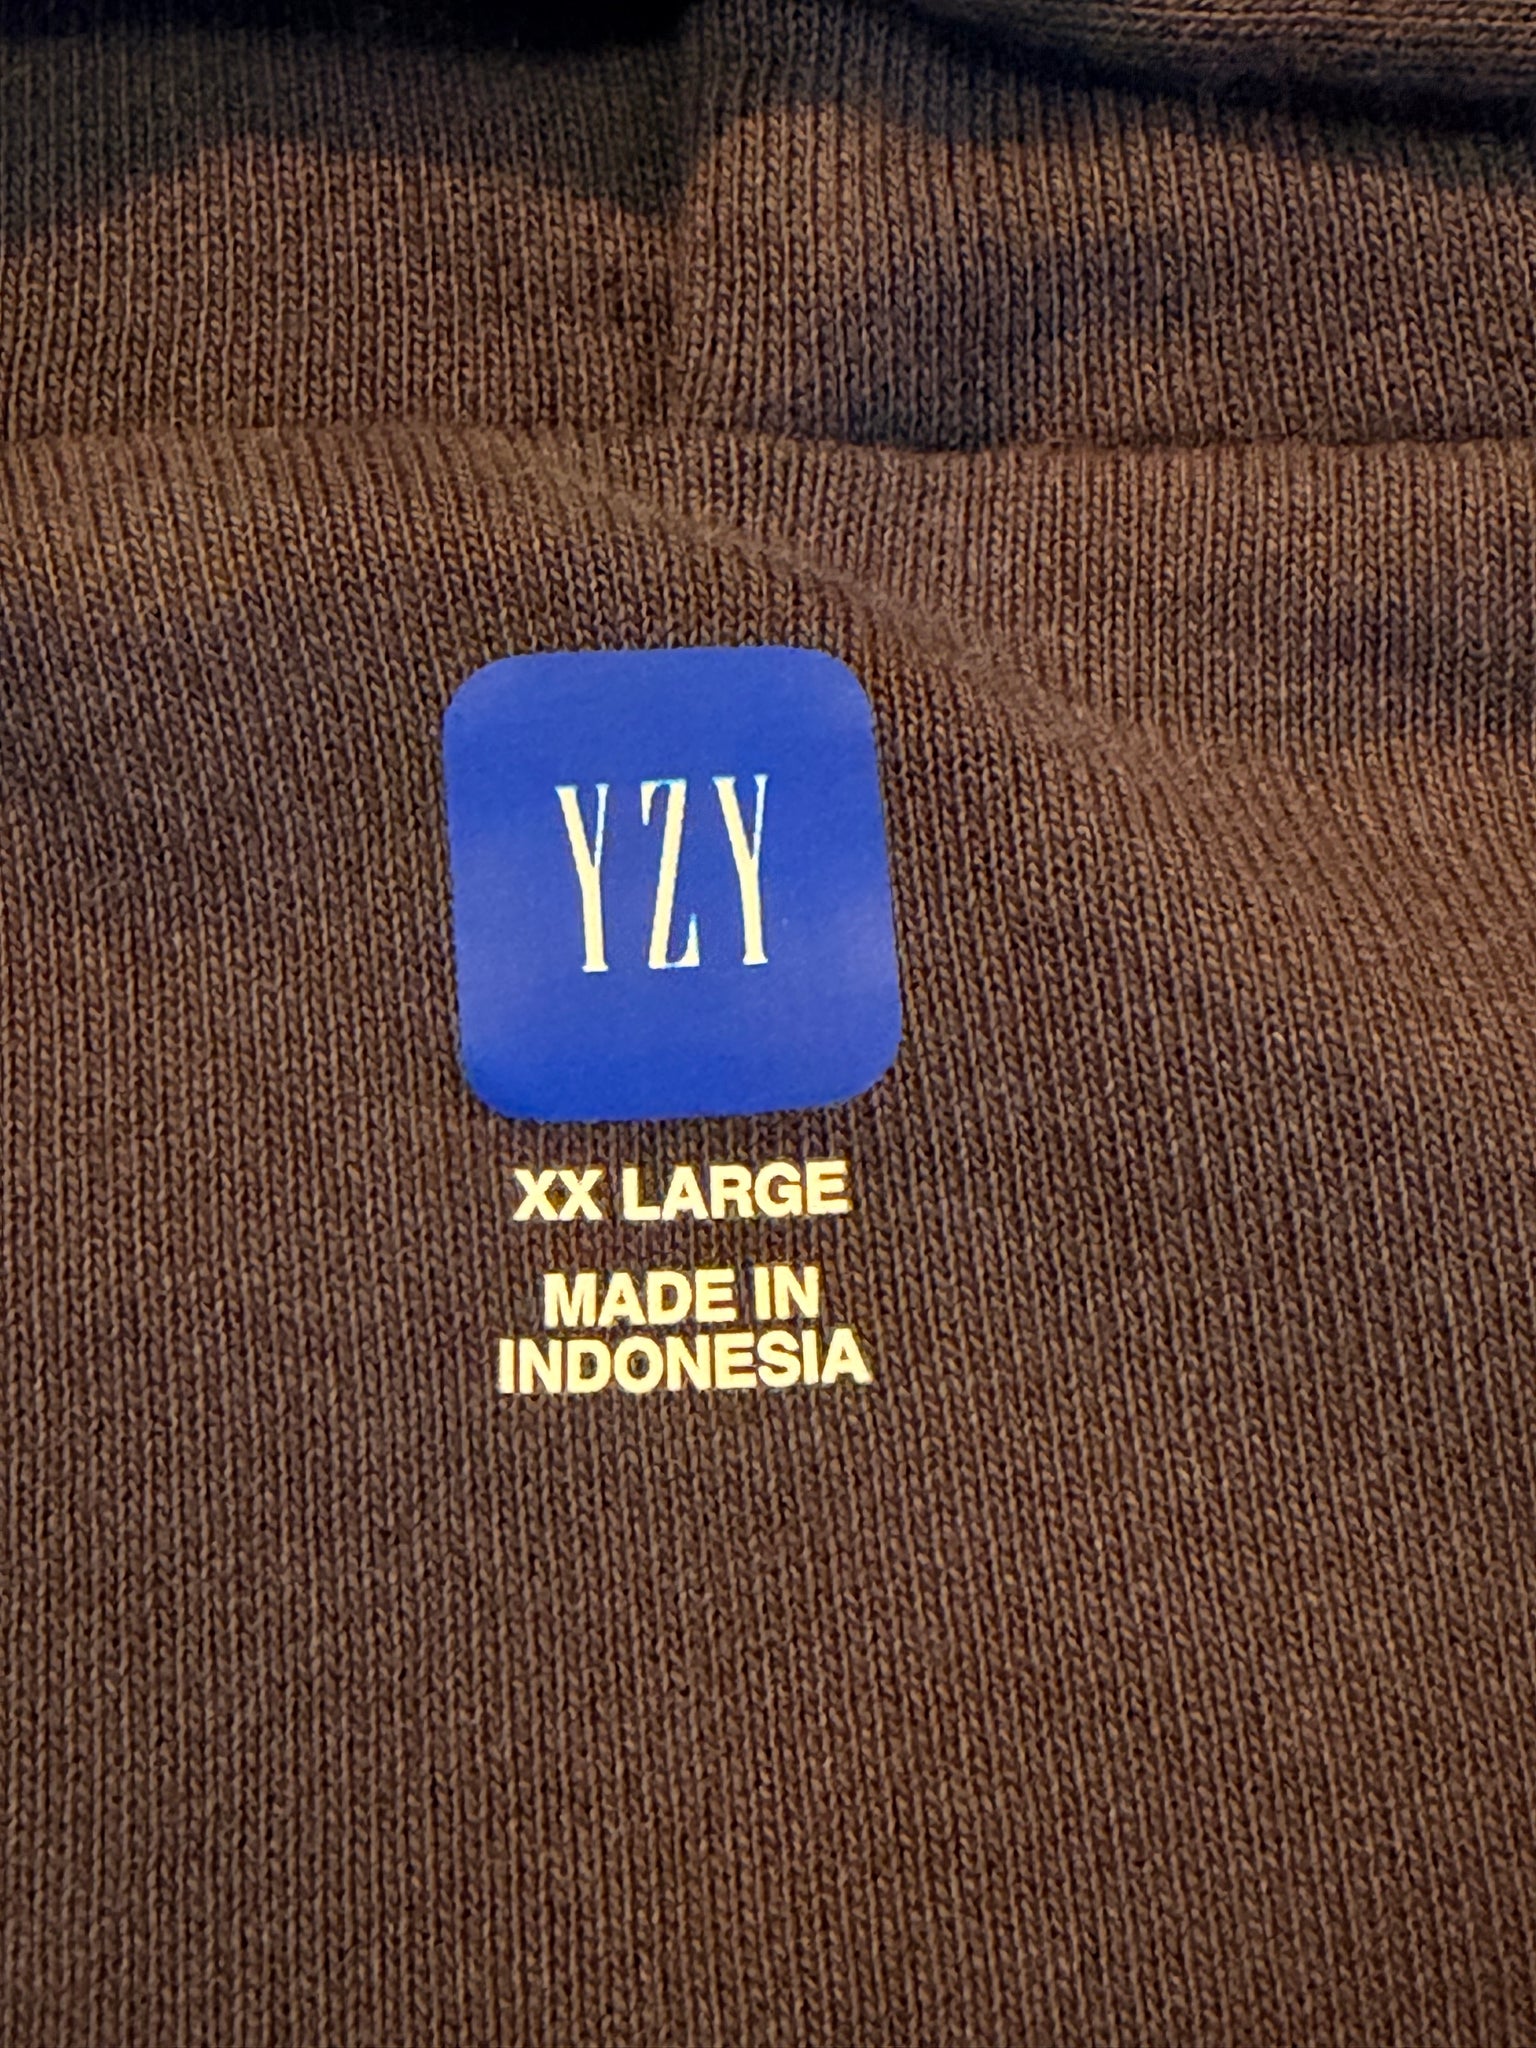 YZY
XX LARGE
MADE IN
INDONESIA